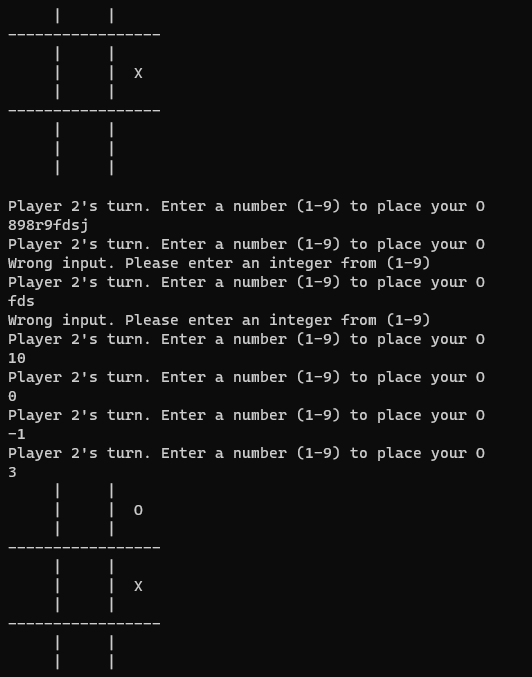 |     |
-----------------
     |     |
     |     |  X
     |     |
-----------------
     |     |
     |     |
     |     |

Player 2's turn. Enter a number (1-9) to place your O
898r9fdsj
Player 2's turn. Enter a number (1-9) to place your O
Wrong input. Please enter an integer from (1-9)
Player 2's turn. Enter a number (1-9) to place your O
fds
Wrong input. Please enter an integer from (1-9)
Player 2's turn. Enter a number (1-9) to place your O
10
Player 2's turn. Enter a number (1-9) to place your O
0
Player 2's turn. Enter a number (1-9) to place your O
-1
Player 2's turn. Enter a number (1-9) to place your O
3
     |     |
     |     |  O
     |     |
-----------------
     |     |
     |     |  X
     |     |
-----------------
     |     |
     |     |